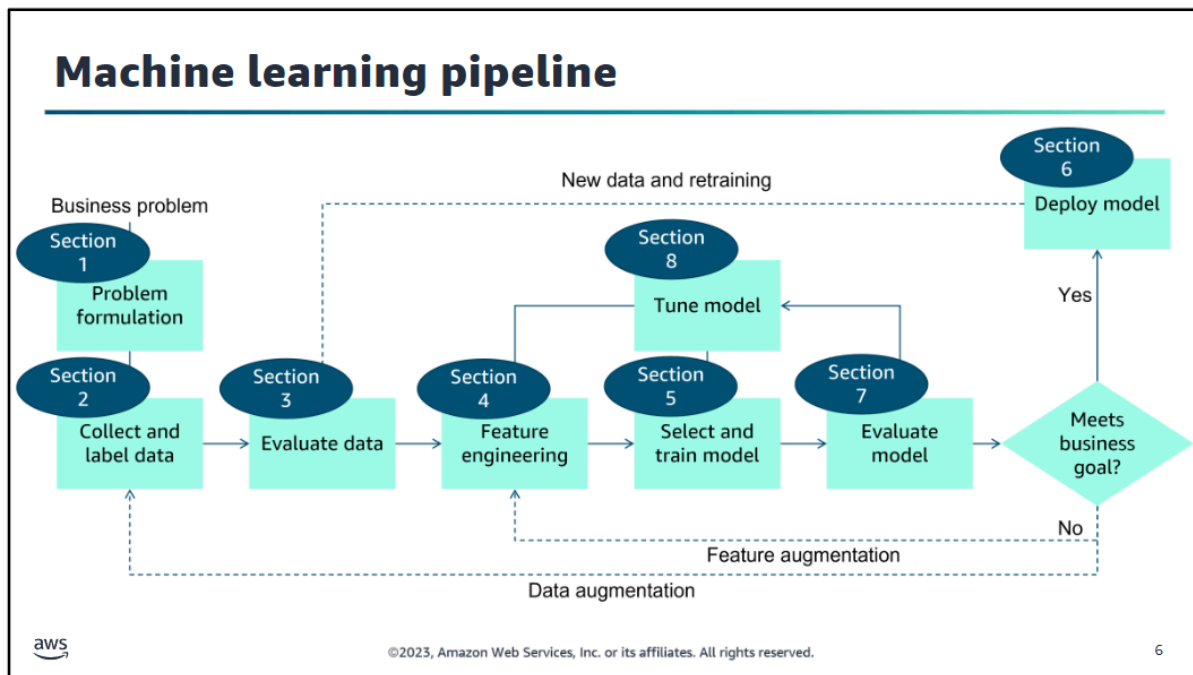 Machine learning pipeline
Business problem
Section
1
Problem
formulation
Section
2
Collect and
label data
Section
3
Evaluate data
Section
4
Feature
engineering
Section
5
Select and
train model
Section
8
Tune model
Section
7
Evaluate
model
Meets
business
goal?
Yes
Section
6
Deploy model
New data and retraining
No
Feature augmentation
Data augmentation
aws
©2023, Amazon Web Services, Inc. or its affiliates. All rights reserved.
6